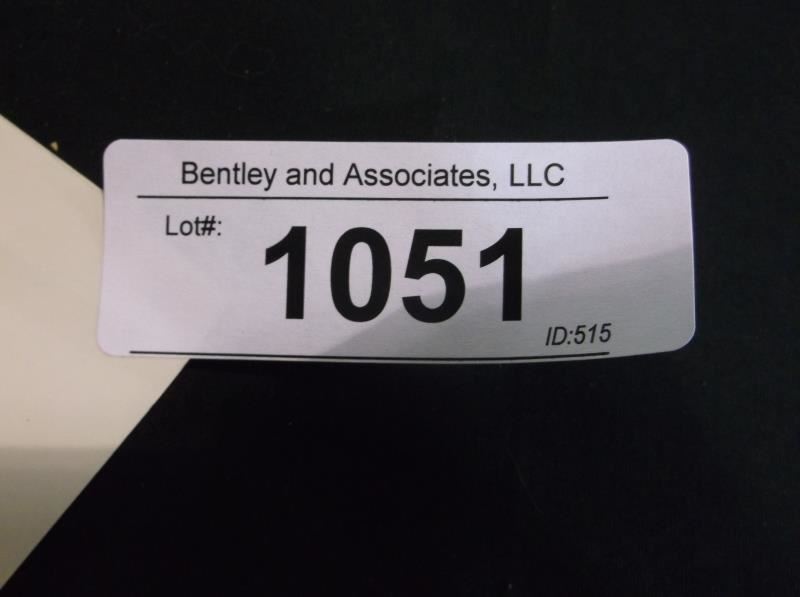 Bentley and Associates, LLC
Lot#: 1051
ID:515